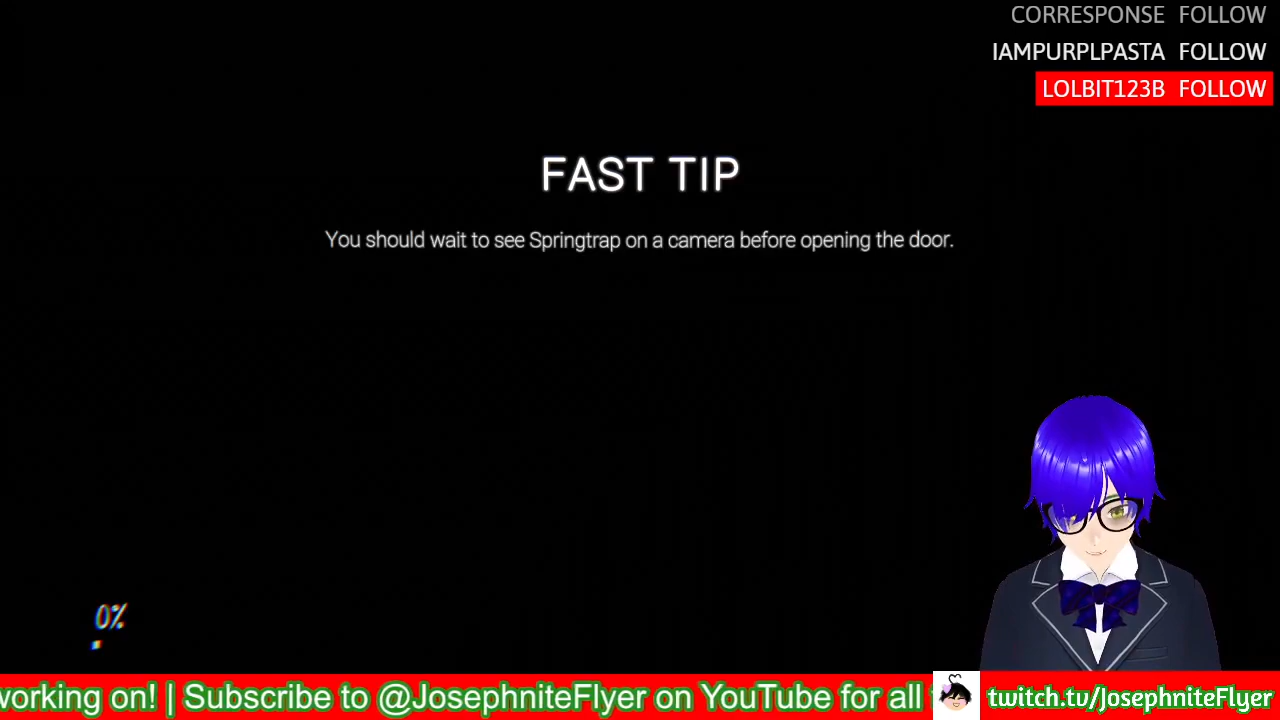 CORRESPONSE FOLLOW
IAMPURPLPASTA FOLLOW
LOLBIT123B FOLLOW
FAST TIP
You should wait to see Springtrap on a camera before opening the door.
0%
working on! | Subscribe to @JosephniteFlyer on YouTube for all
twitch.tv/JosephniteFlyer